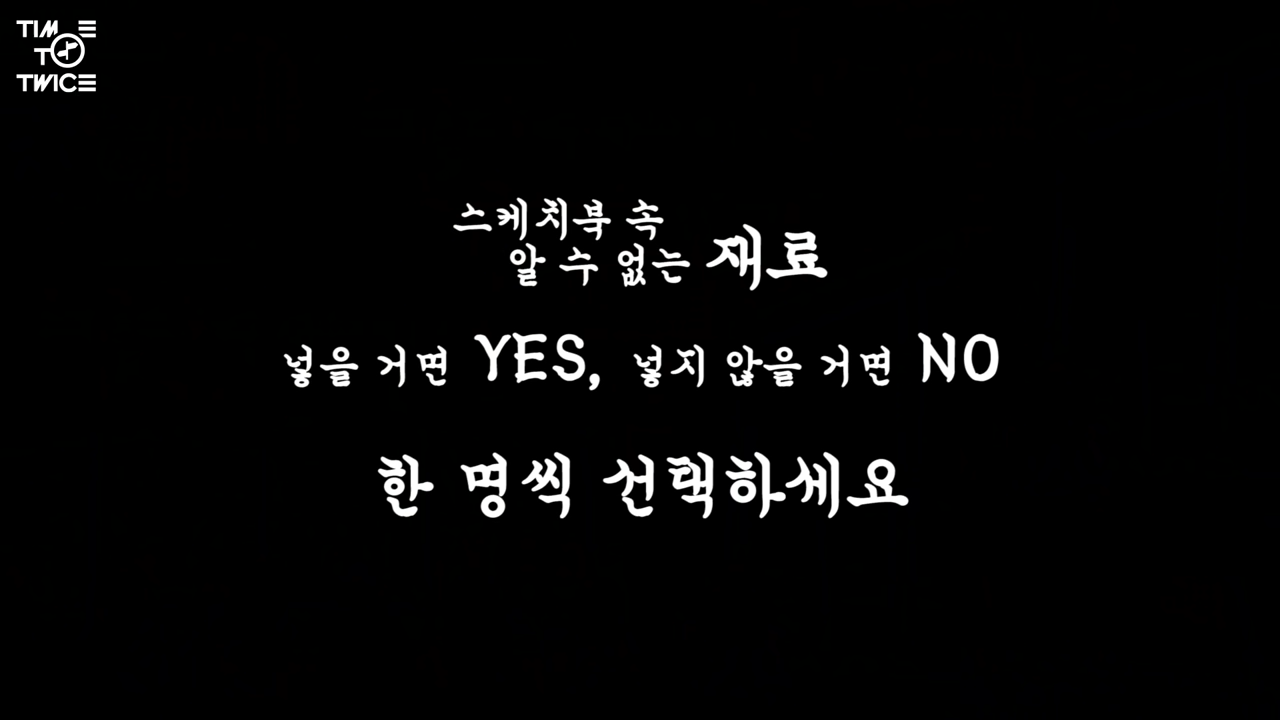 TIME
TO
TWICE
스케치북 속
알 수 없는 재료
넣을 거면 YES, 넣지 않을 거면 NO
한 명씩 선택하세요